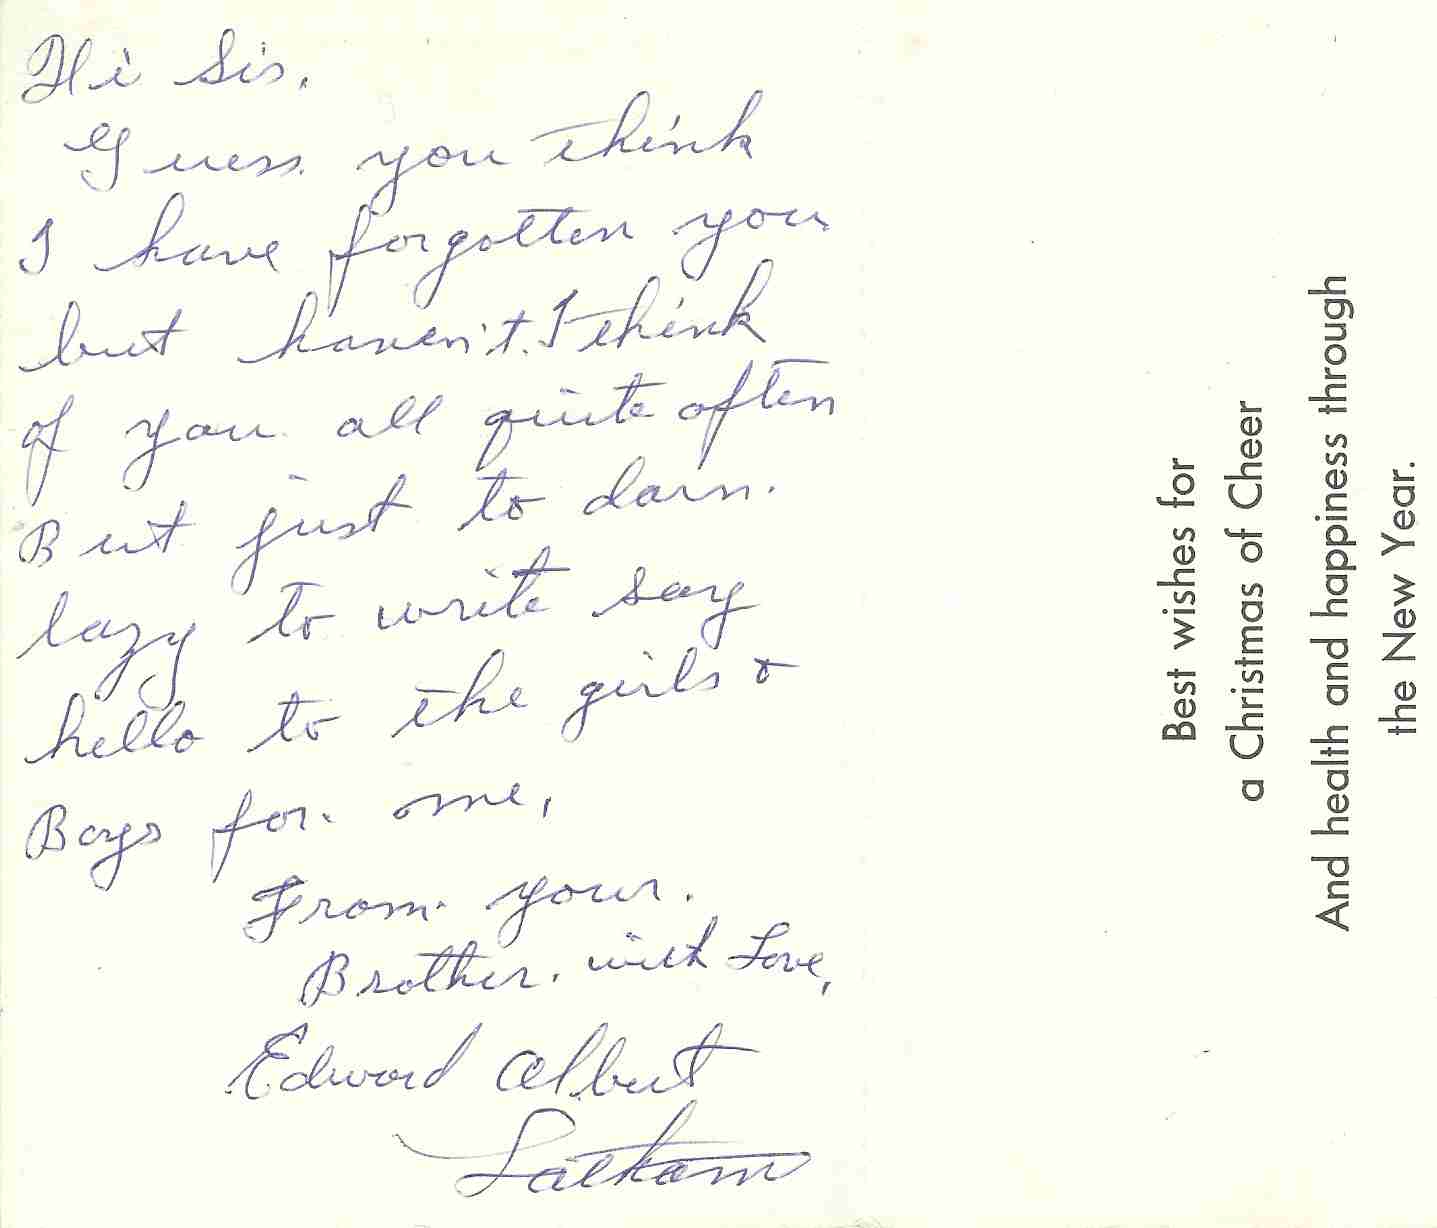 Hi Sis.
Guess you think
I have forgotten you
but haven't. I think
of you all quite often
But just to darn.
lazy to write say
hello to the girls &
Boys for me,
From your.
Brother. with Love,
Edward Albert
Latham
Best wishes for
a Christmas of Cheer
And health and happiness through
the New Year.